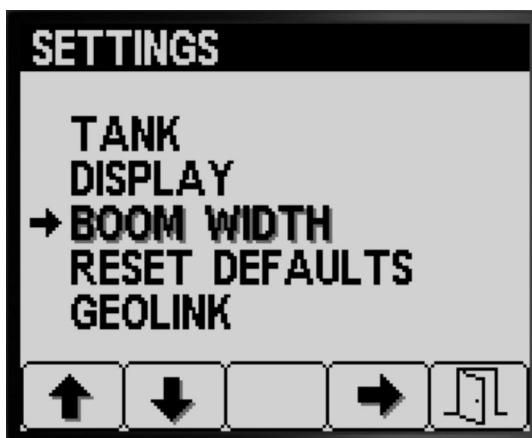 SETTINGS
TANK
DISPLAY
BOOM WIDTH
RESET DEFAULTS
GEOLINK